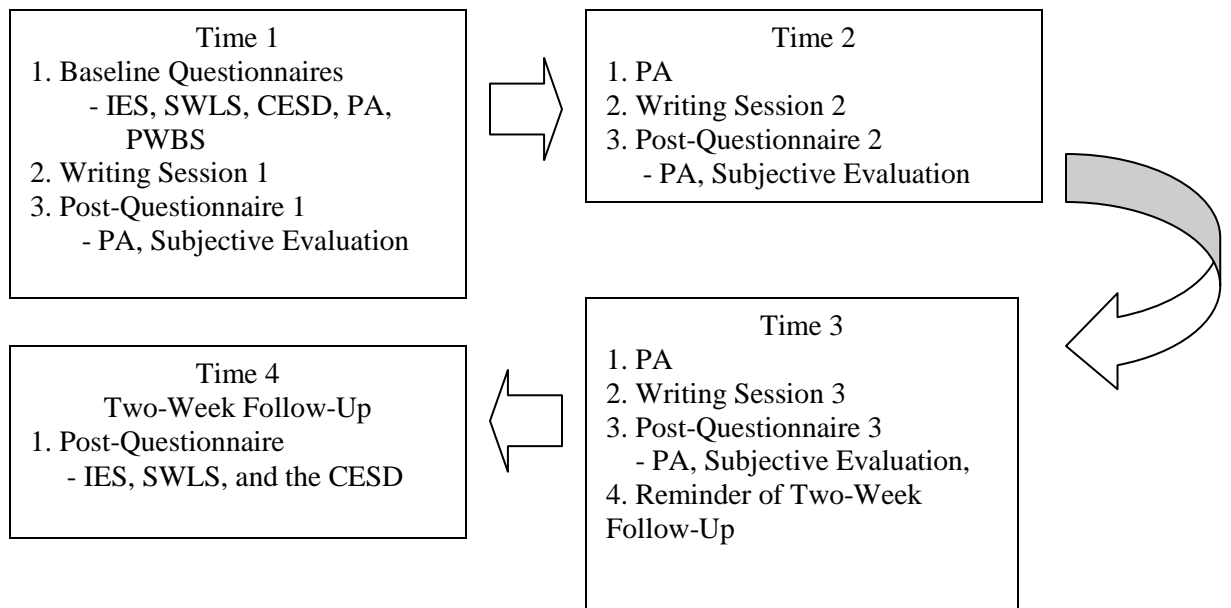 Time 1
1. Baseline Questionnaires
- IES, SWLS, CESD, PA,
PWBS
2. Writing Session 1
3. Post-Questionnaire 1
- PA, Subjective Evaluation
Time 2
1. PA
2. Writing Session 2
3. Post-Questionnaire 2
- PA, Subjective Evaluation
Time 3
1. PA
2. Writing Session 3
3. Post-Questionnaire 3
- PA, Subjective Evaluation,
4. Reminder of Two-Week
Follow-Up
Time 4
Two-Week Follow-Up
1. Post-Questionnaire
- IES, SWLS, and the CESD